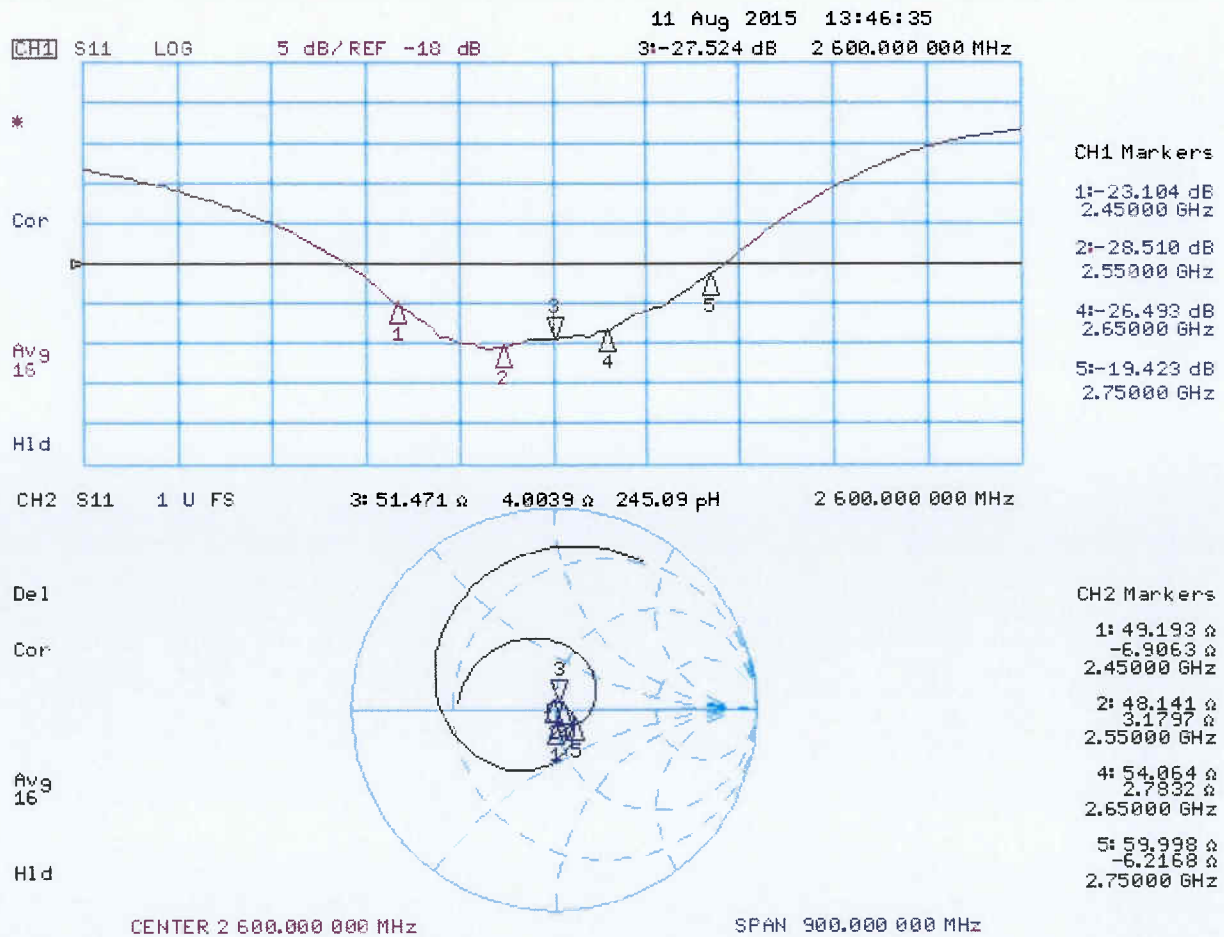 11 Aug 2015 13:46:35
CH1 S11 LOG 5 dB/REF -18 dB 3:-27.524 dB 2 600.000 000 MHz
*
Cor
Avg
16
Hld
1
2
3
4
5
CH1 Markers
1:-23.104 dB
2.45000 GHz
2:-28.510 dB
2.55000 GHz
4:-26.493 dB
2.65000 GHz
5:-19.423 dB
2.75000 GHz
CH2 S11 1 U FS 3: 51.471 Ω 4.0039 Ω 245.09 pH 2 600.000 000 MHz
Del
Cor
Avg
16
Hld
3
1
5
CH2 Markers
1: 49.193 Ω
-6.9063 Ω
2.45000 GHz
2: 48.141 Ω
3.1797 Ω
2.55000 GHz
4: 54.064 Ω
2.7832 Ω
2.65000 GHz
5: 59.998 Ω
-6.2168 Ω
2.75000 GHz
CENTER 2 600.000 000 MHz SPAN 900.000 000 MHz